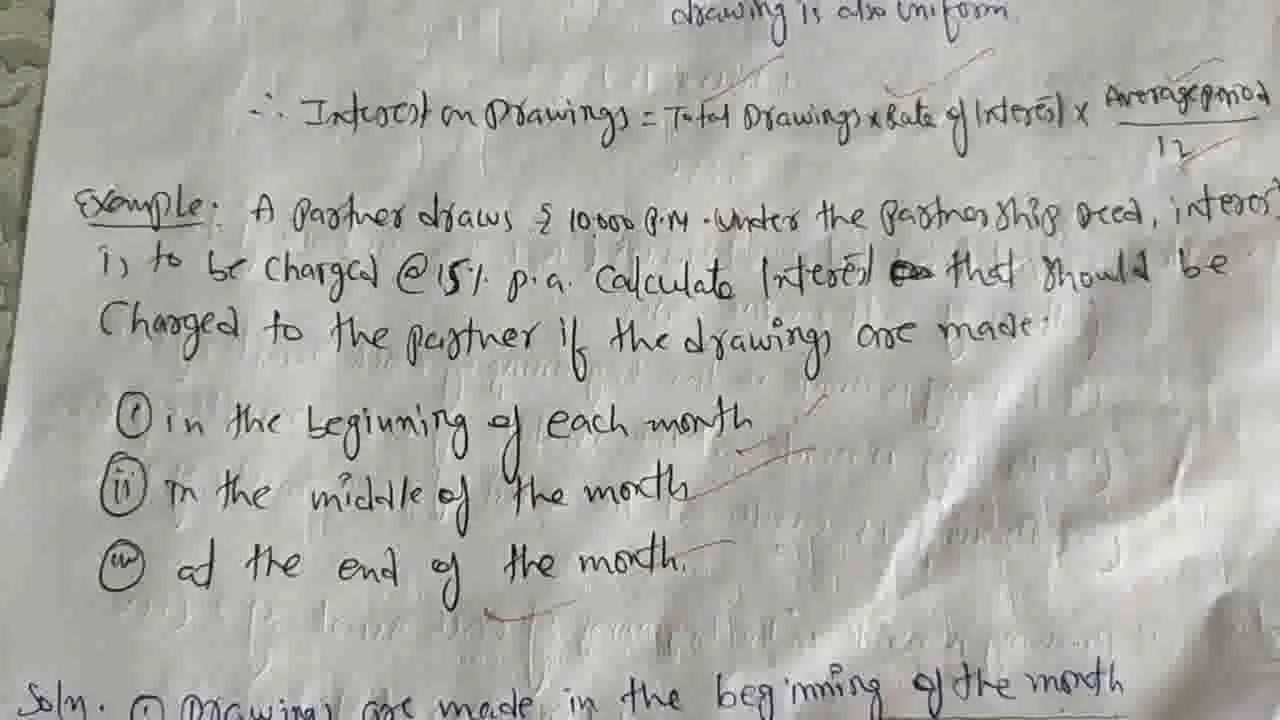 drawing is also uniform
∴ Interest on Drawings = Total Drawings x Rate of Interest x Average period / 12
Example: A partner draws ₹ 10,000 P.M. Under the partnership deed, interest
is to be charged @ 15% p.a. Calculate Interest that should be
Charged to the partner if the drawings are made:
(i) in the beginning of each month
(ii) in the middle of the month
(iii) at the end of the month.
Soln. (i) Drawings are made in the beginning of the month